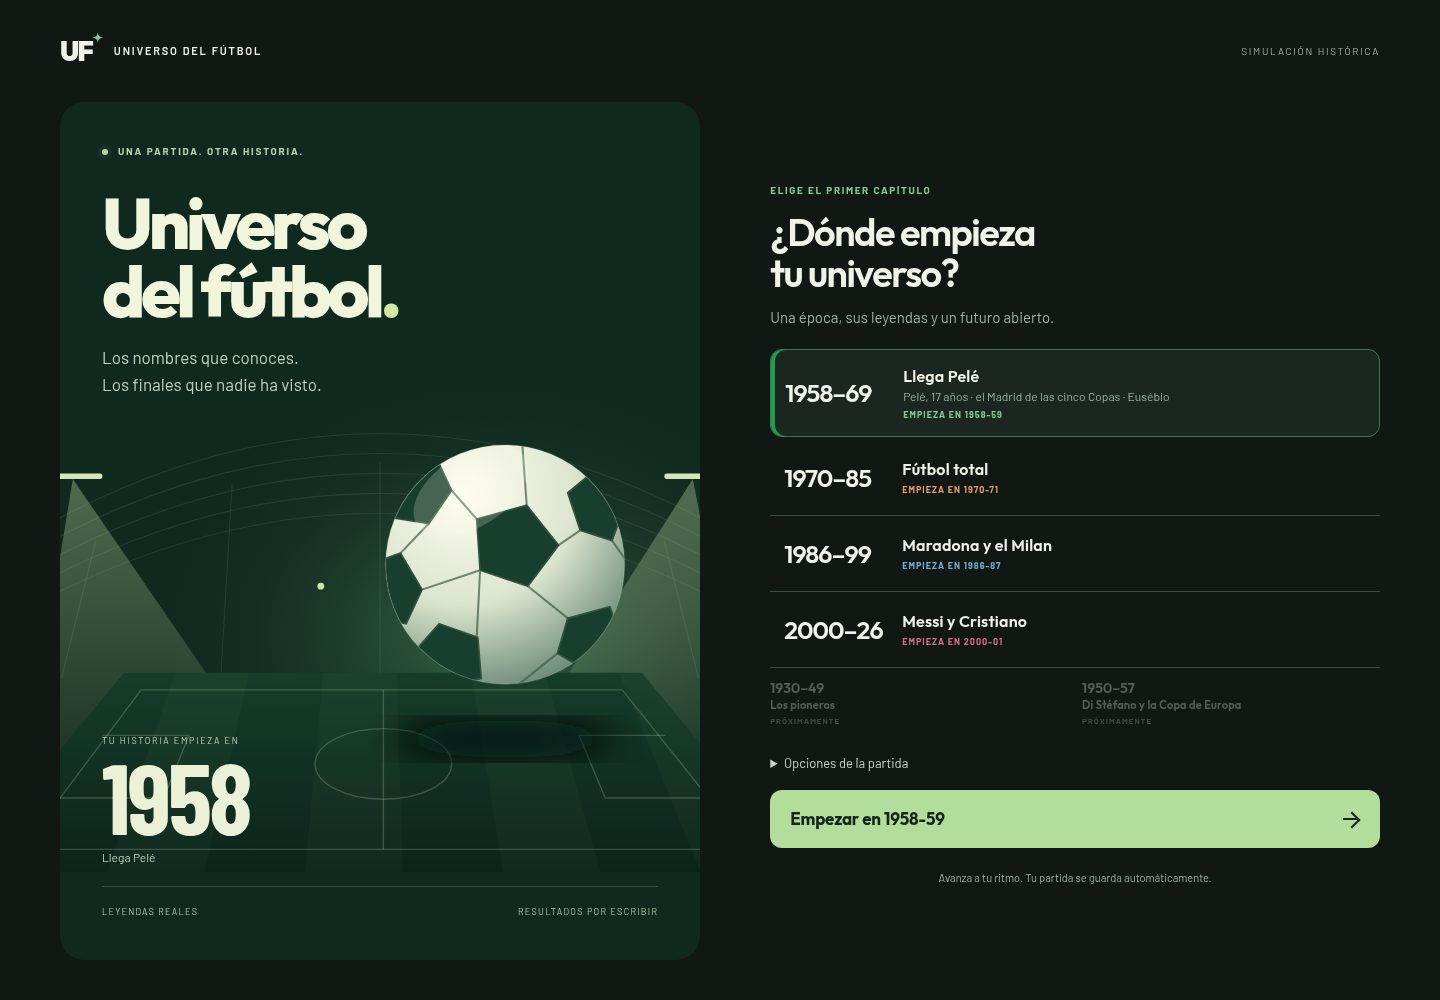 UF UNIVERSO DEL FÚTBOL
SIMULACIÓN HISTÓRICA
UNA PARTIDA. OTRA HISTORIA.
Universo
del fútbol.
Los nombres que conoces.
Los finales que nadie ha visto.
TU HISTORIA EMPIEZA EN
1958
Llega Pelé
LEYENDAS REALES
RESULTADOS POR ESCRIBIR
ELIGE EL PRIMER CAPÍTULO
¿Dónde empieza
tu universo?
Una época, sus leyendas y un futuro abierto.
1958–69
Llega Pelé
Pelé, 17 años · el Madrid de las cinco Copas · Eusébio
EMPIEZA EN 1958-59
1970–85
Fútbol total
EMPIEZA EN 1970-71
1986–99
Maradona y el Milan
EMPIEZA EN 1986-87
2000–26
Messi y Cristiano
EMPIEZA EN 2000-01
1930–49
Los pioneros
PRÓXIMAMENTE
1950–57
Di Stéfano y la Copa de Europa
PRÓXIMAMENTE
Opciones de la partida
Empezar en 1958-59
Avanza a tu ritmo. Tu partida se guarda automáticamente.